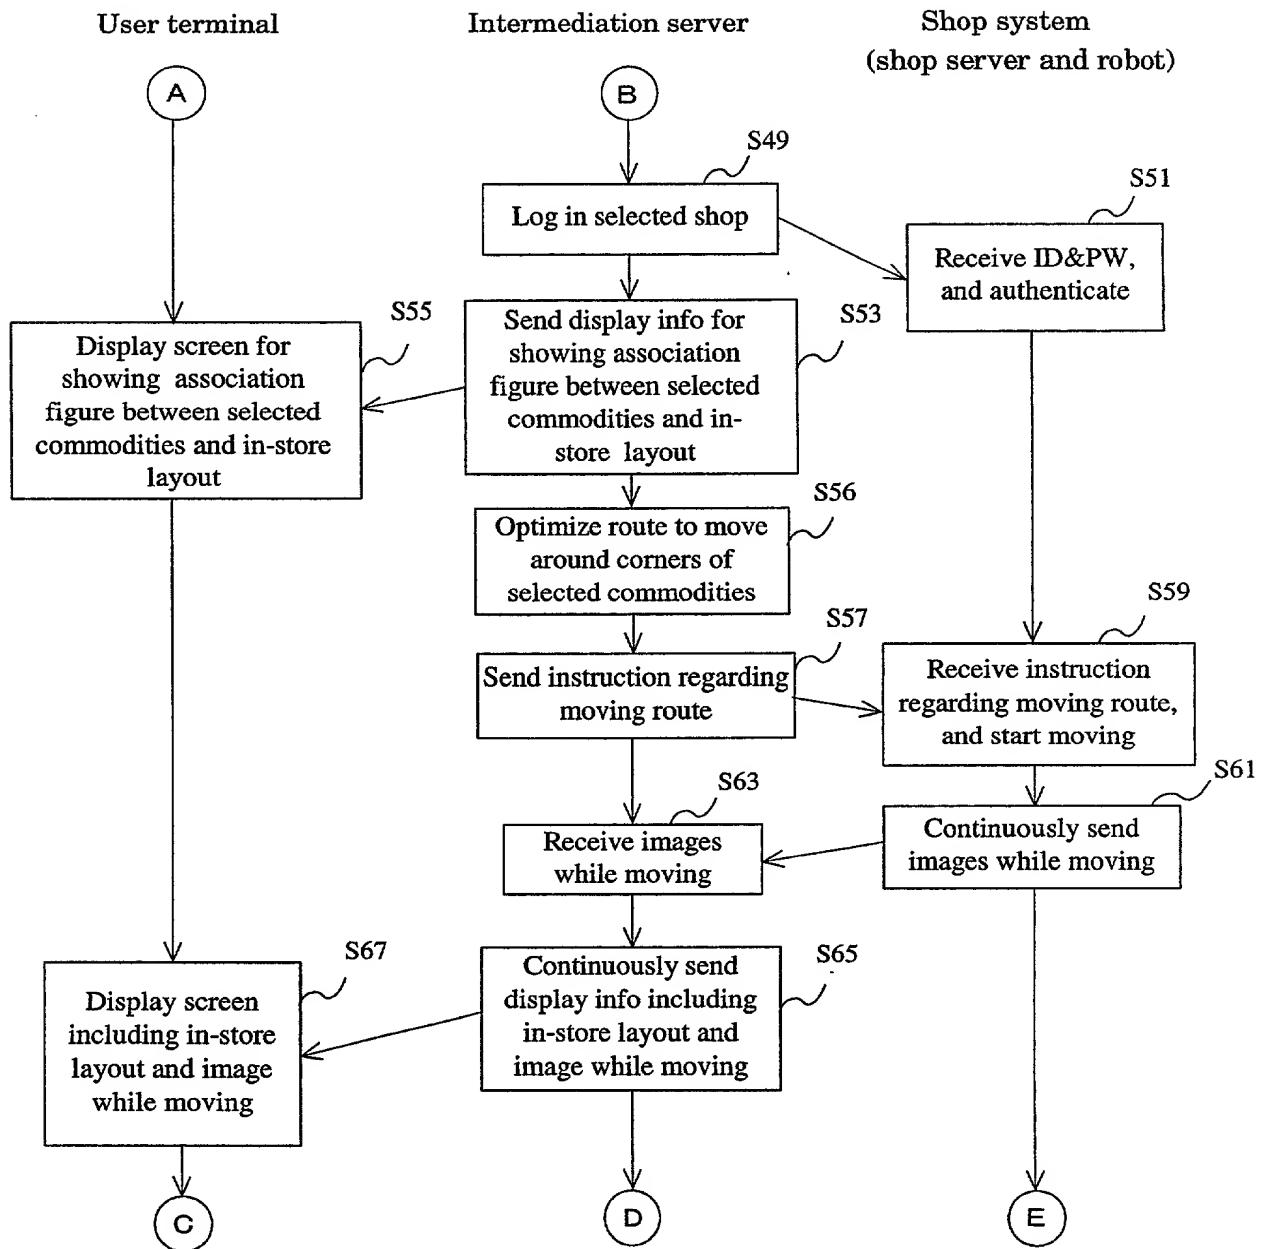 User terminal
Intermediation server
Shop system
(shop server and robot)
A
B
S49
Log in selected shop
S51
Receive ID&PW,
and authenticate
S55
Display screen for
showing association
figure between selected
commodities and in-store
layout
S53
Send display info for
showing association
figure between selected
commodities and in-
store layout
S56
Optimize route to move
around corners of
selected commodities
S57
Send instruction regarding
moving route
S59
Receive instruction
regarding moving route,
and start moving
S61
Continuously send
images while moving
S63
Receive images
while moving
S67
Display screen
including in-store
layout and image
while moving
S65
Continuously send
display info including
in-store layout and
image while moving
C
D
E